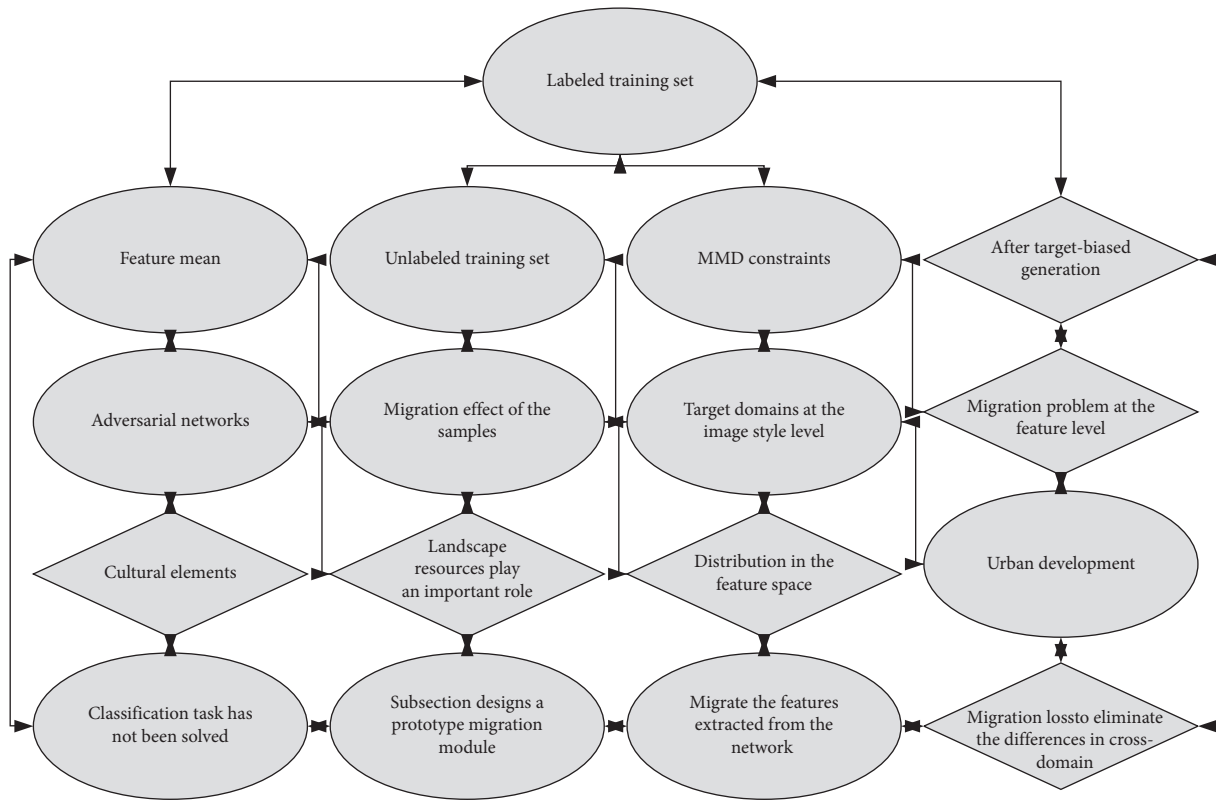 Labeled training set
Feature mean
Unlabeled training set
MMD constraints
After target-biased
generation
Adversarial networks
Migration effect of the
samples
Target domains at the
image style level
Migration problem at the
feature level
Cultural elements
Landscape
resources play
an important role
Distribution in the
feature space
Urban development
Classification task has
not been solved
Subsection designs a
prototype migration
module
Migrate the features
extracted from the
network
Migration lossto eliminate
the differences in cross-
domain